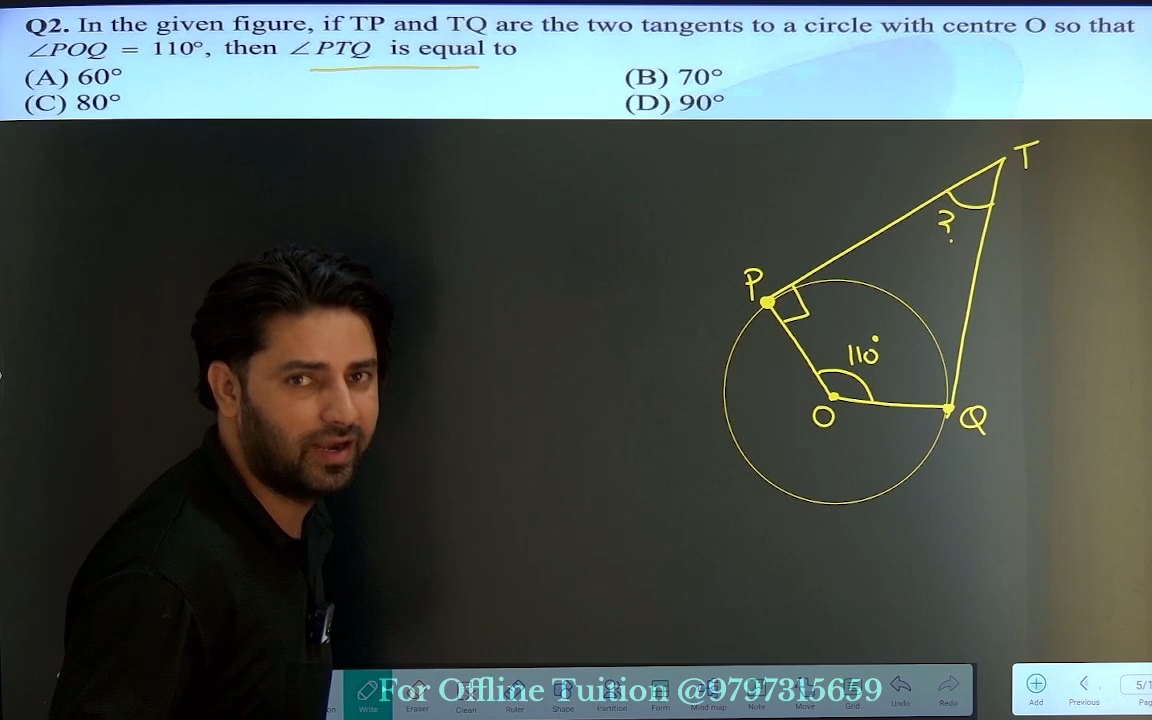 Q2. In the given figure, if TP and TQ are the two tangents to a circle with centre O so that
∠POQ = 110°, then ∠PTQ is equal to
(A) 60°
(B) 70°
(C) 80°
(D) 90°
T
?
P
110°
O
Q
For Offline Tuition @9797315659
Write
Eraser
Clean
Ruler
Shape
Partition
Form
Mind map
Note
Move
Grid
Undo
Redo
Add
Previous
5/1